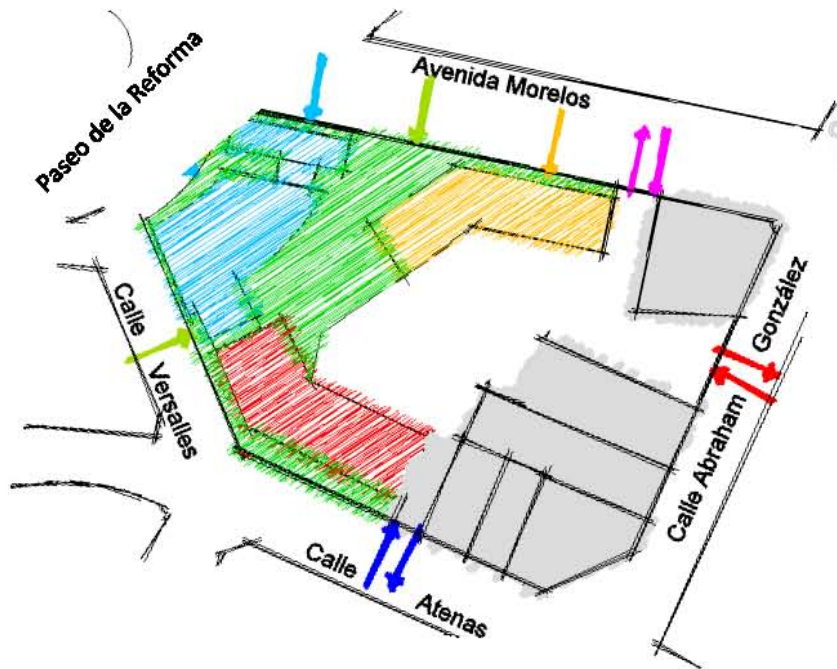 Paseo de la Reforma
Avenida Morelos
Calle
Versalles
González
Calle Abraham
Calle
Atenas